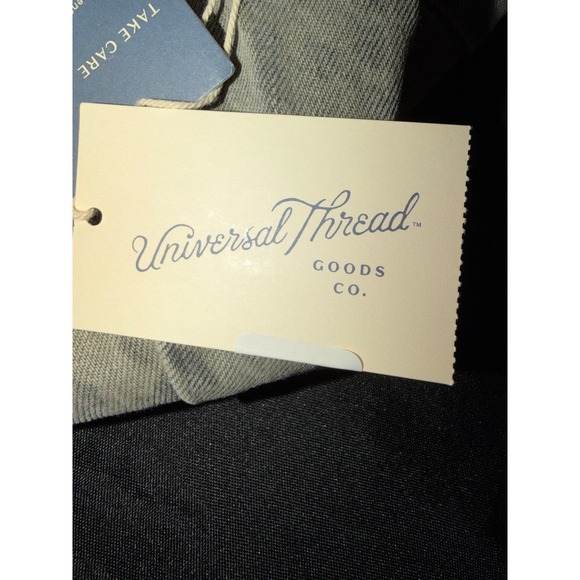 TAKE CARE
Universal Thread™
GOODS
CO.